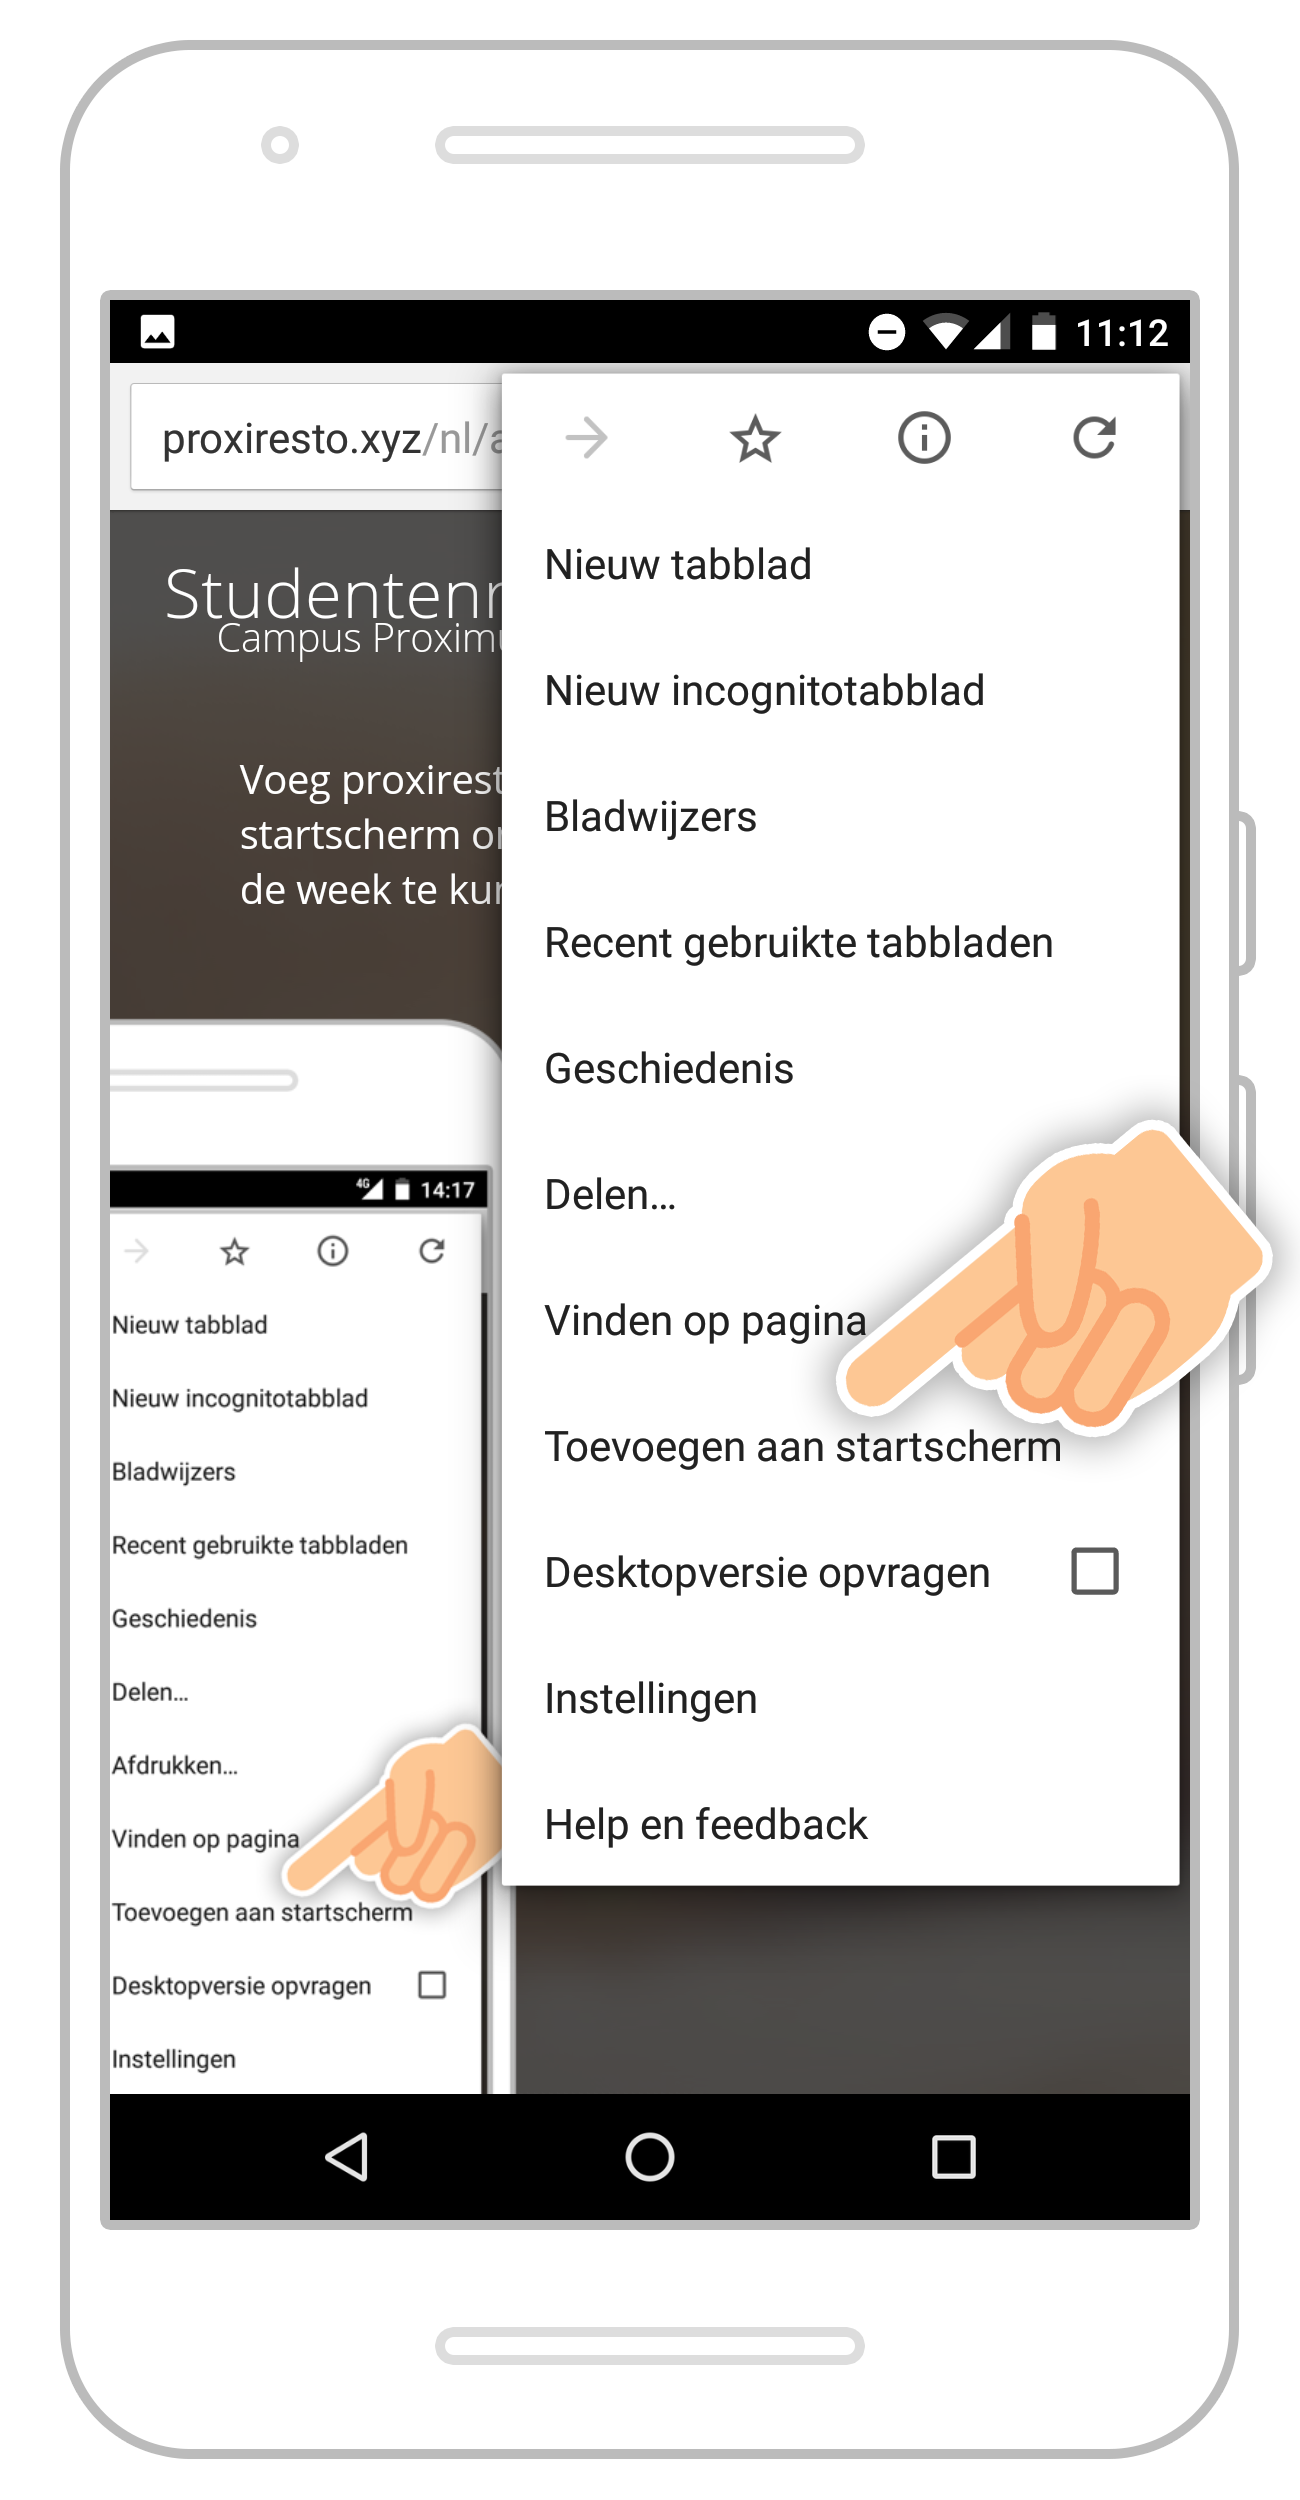 11:12
proxiresto.xyz/nl/a
Studentenr
Campus Proximu
Voeg proxirest
startscherm o
de week te kur
Nieuw tabblad
Nieuw incognitotabblad
Bladwijzers
Recent gebruikte tabbladen
Geschiedenis
Delen...
Vinden op pagina
Toevoegen aan startscherm
Desktopversie opvragen
Instellingen
Help en feedback
4G 14:17
Nieuw tabblad
Nieuw incognitotabblad
Bladwijzers
Recent gebruikte tabbladen
Geschiedenis
Delen...
Afdrukken...
Vinden op pagina
Toevoegen aan startscherm
Desktopversie opvragen
Instellingen